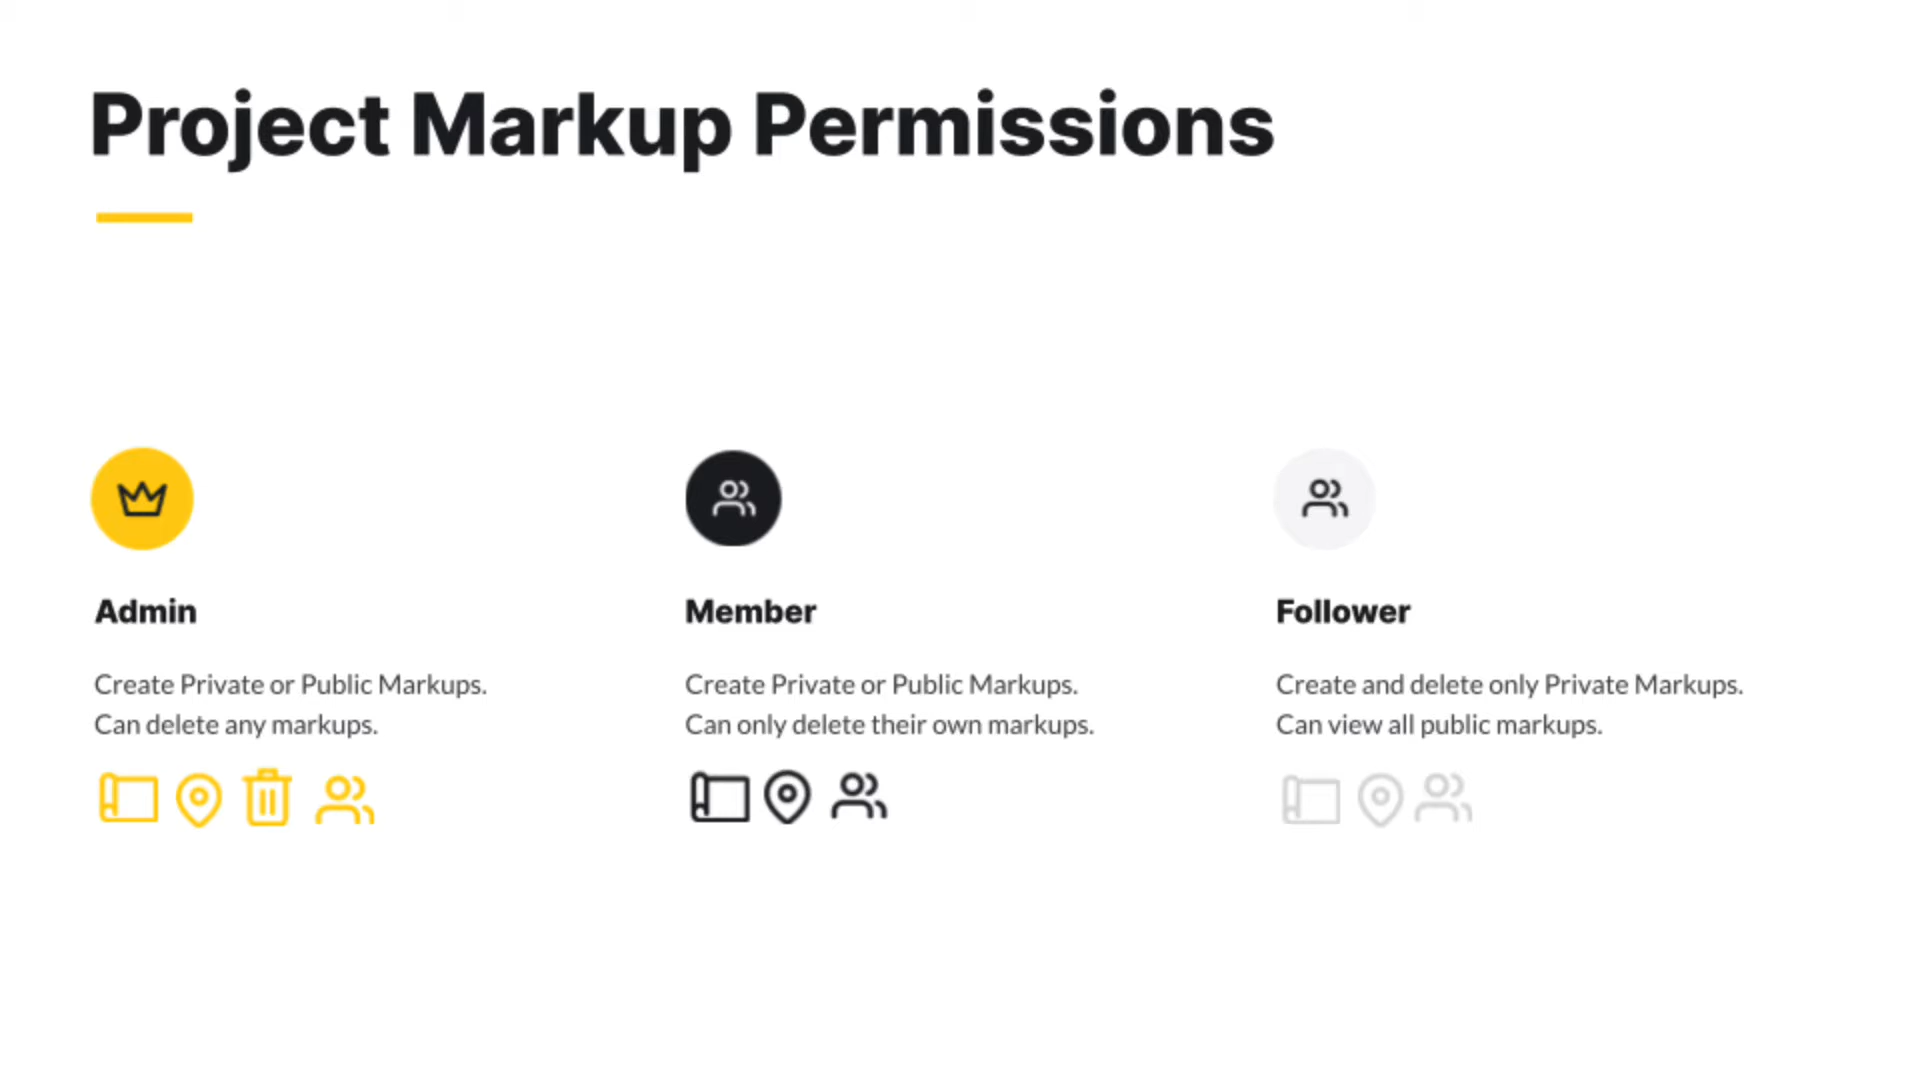 Project Markup Permissions
Admin
Create Private or Public Markups.
Can delete any markups.
Member
Create Private or Public Markups.
Can only delete their own markups.
Follower
Create and delete only Private Markups.
Can view all public markups.